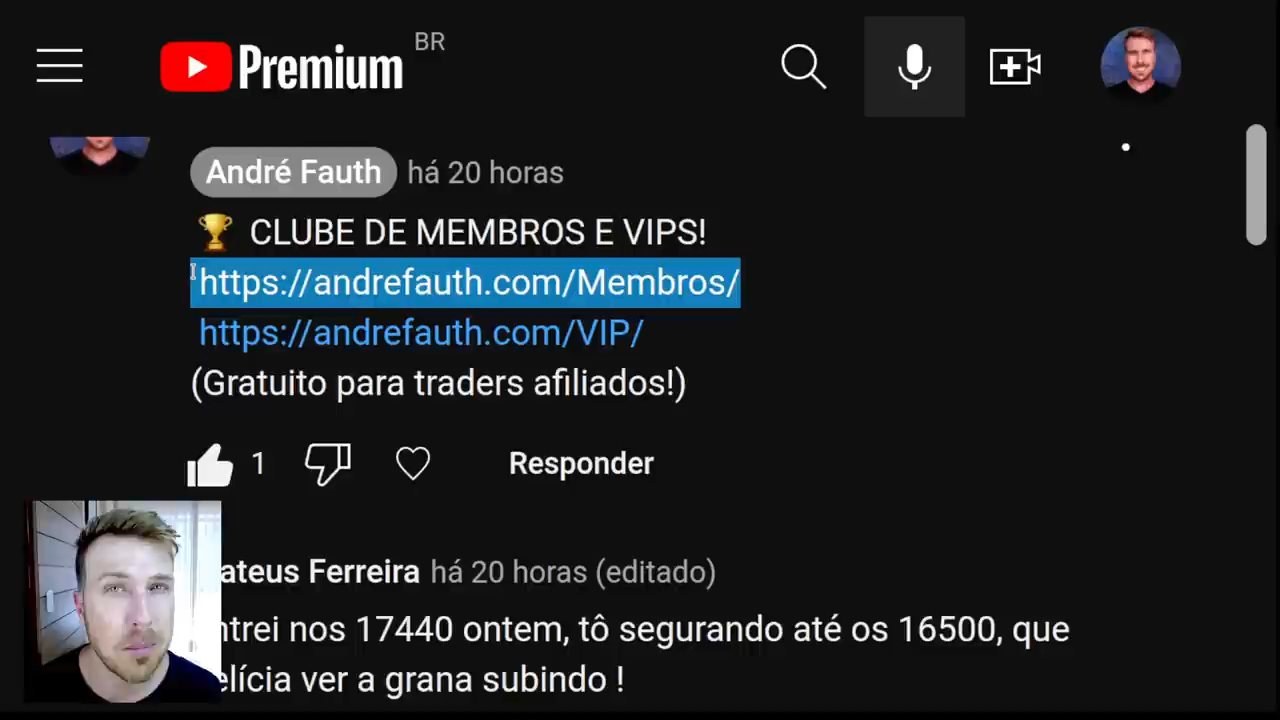 Premium BR
André Fauth há 20 horas
🏆 CLUBE DE MEMBROS E VIPS!
https://andrefauth.com/Membros/
https://andrefauth.com/VIP/
(Gratuito para traders afiliados!)
1 Responder
ateus Ferreira há 20 horas (editado)
ntrei nos 17440 ontem, tô segurando até os 16500, que
elícia ver a grana subindo !